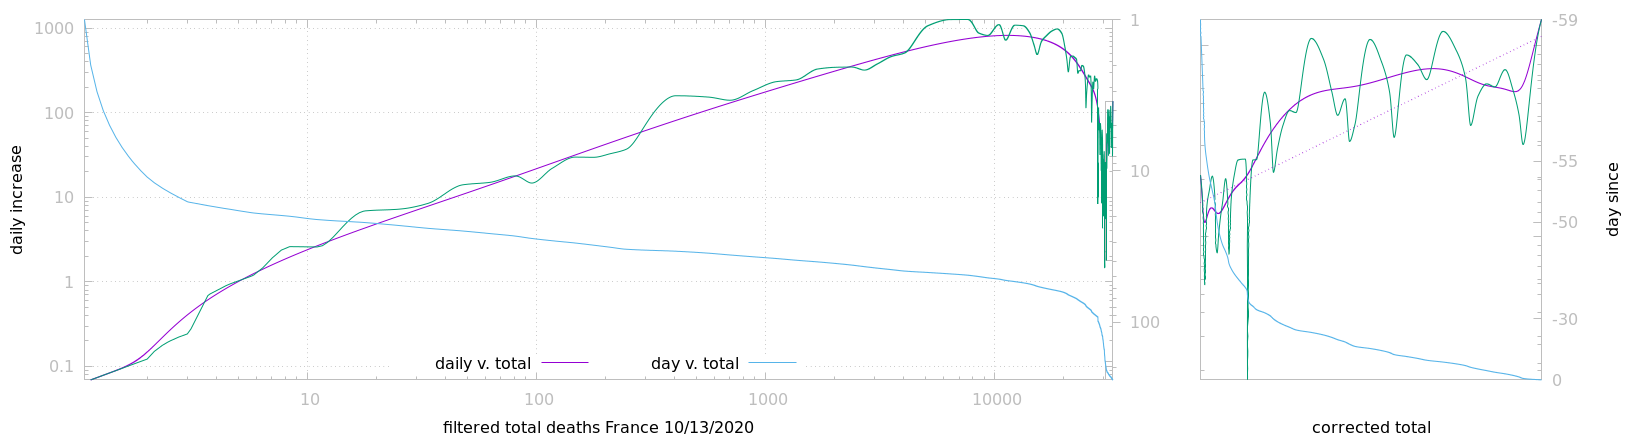 1000
100
10
1
0.1
daily increase
daily v. total
day v. total
10
100
1000
10000
filtered total deaths France 10/13/2020
1
10
100
-59
-55
-50
-30
0
day since
corrected total